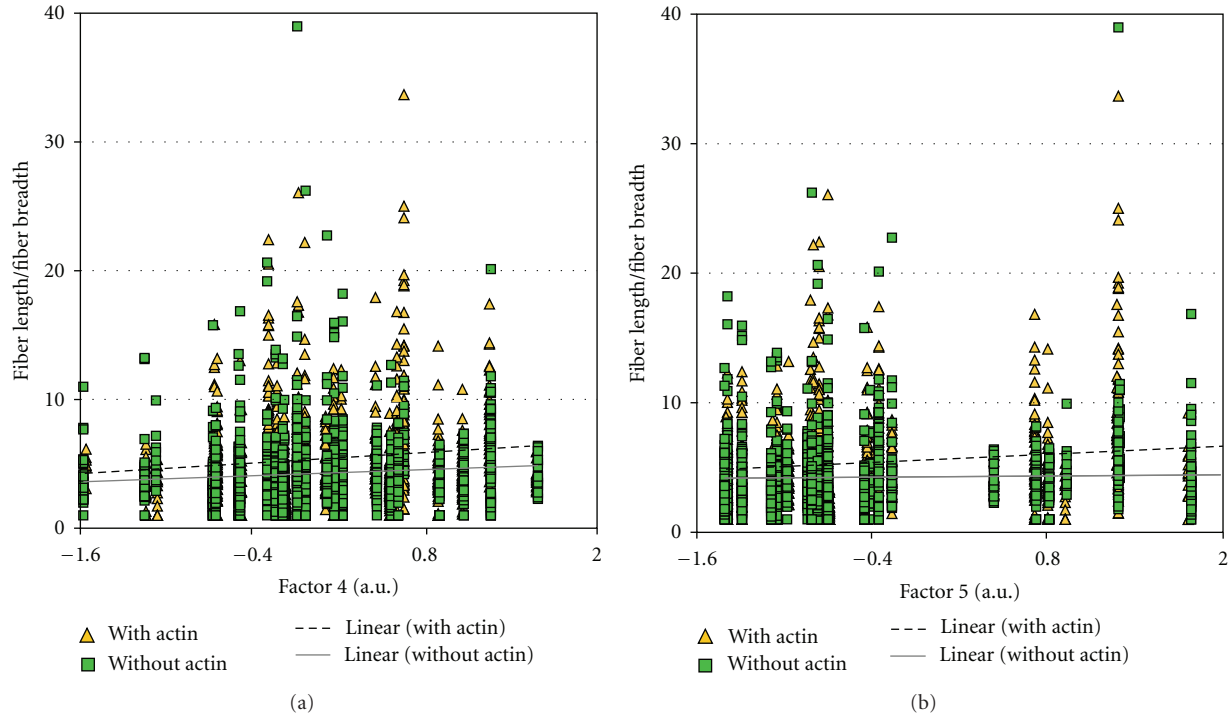 40
30
20
10
0
Fiber length/fiber breadth
−1.6
−0.4
0.8
2
Factor 4 (a.u.)
With actin
Without actin
Linear (with actin)
Linear (without actin)
(a)
40
30
20
10
0
Fiber length/fiber breadth
−1.6
−0.4
0.8
2
Factor 5 (a.u.)
With actin
Without actin
Linear (with actin)
Linear (without actin)
(b)